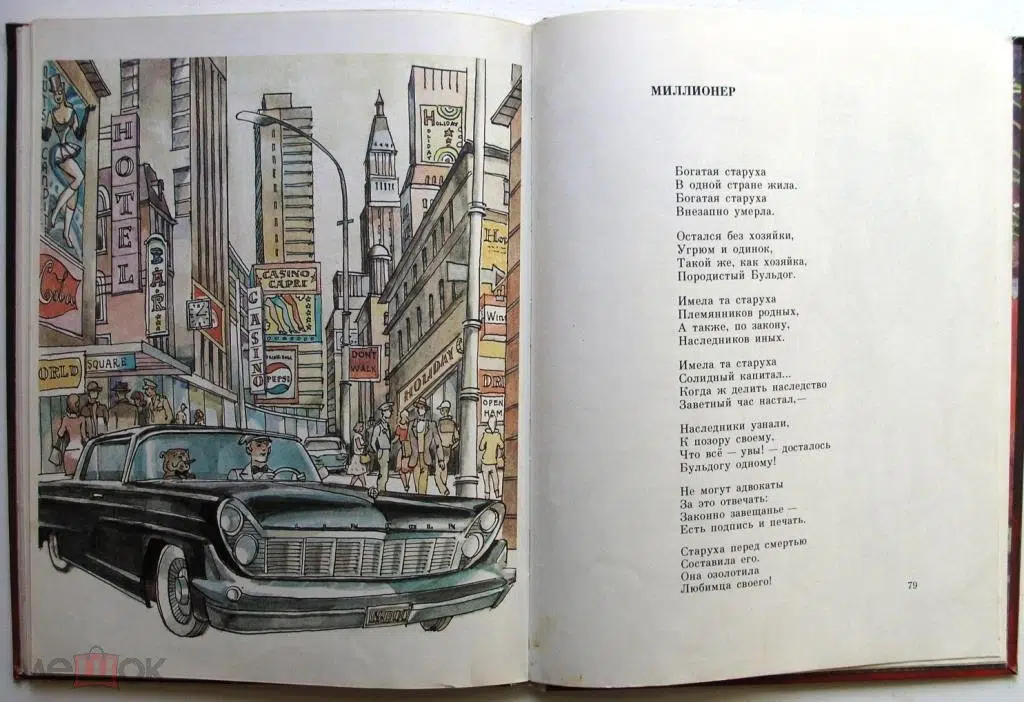 HOTEL
BAR
HOLIDAY
HOLIDAY
CASINO
CAPRI
CASINO
PEPSI
DONT
WALK
HOLIDAY
SQUARE
OPEN
HAM
LINCOLN
МИЛЛИОНЕР
Богатая старуха
В одной стране жила.
Богатая старуха
Внезапно умерла.
Остался без хозяйки,
Угрюм и одинок,
Такой же, как хозяйка,
Породистый Бульдог.
Имела та старуха
Племянников родных,
А также, по закону,
Наследников иных.
Имела та старуха
Солидный капитал...
Когда ж делить наследство
Заветный час настал,—
Наследники узнали,
К позору своему,
Что всё — увы! — досталось
Бульдогу одному!
Не могут адвокаты
За это отвечать:
Законно завещанье —
Есть подпись и печать.
Старуха перед смертью
Составила его.
Она озолотила
Любимца своего!
79
мешок